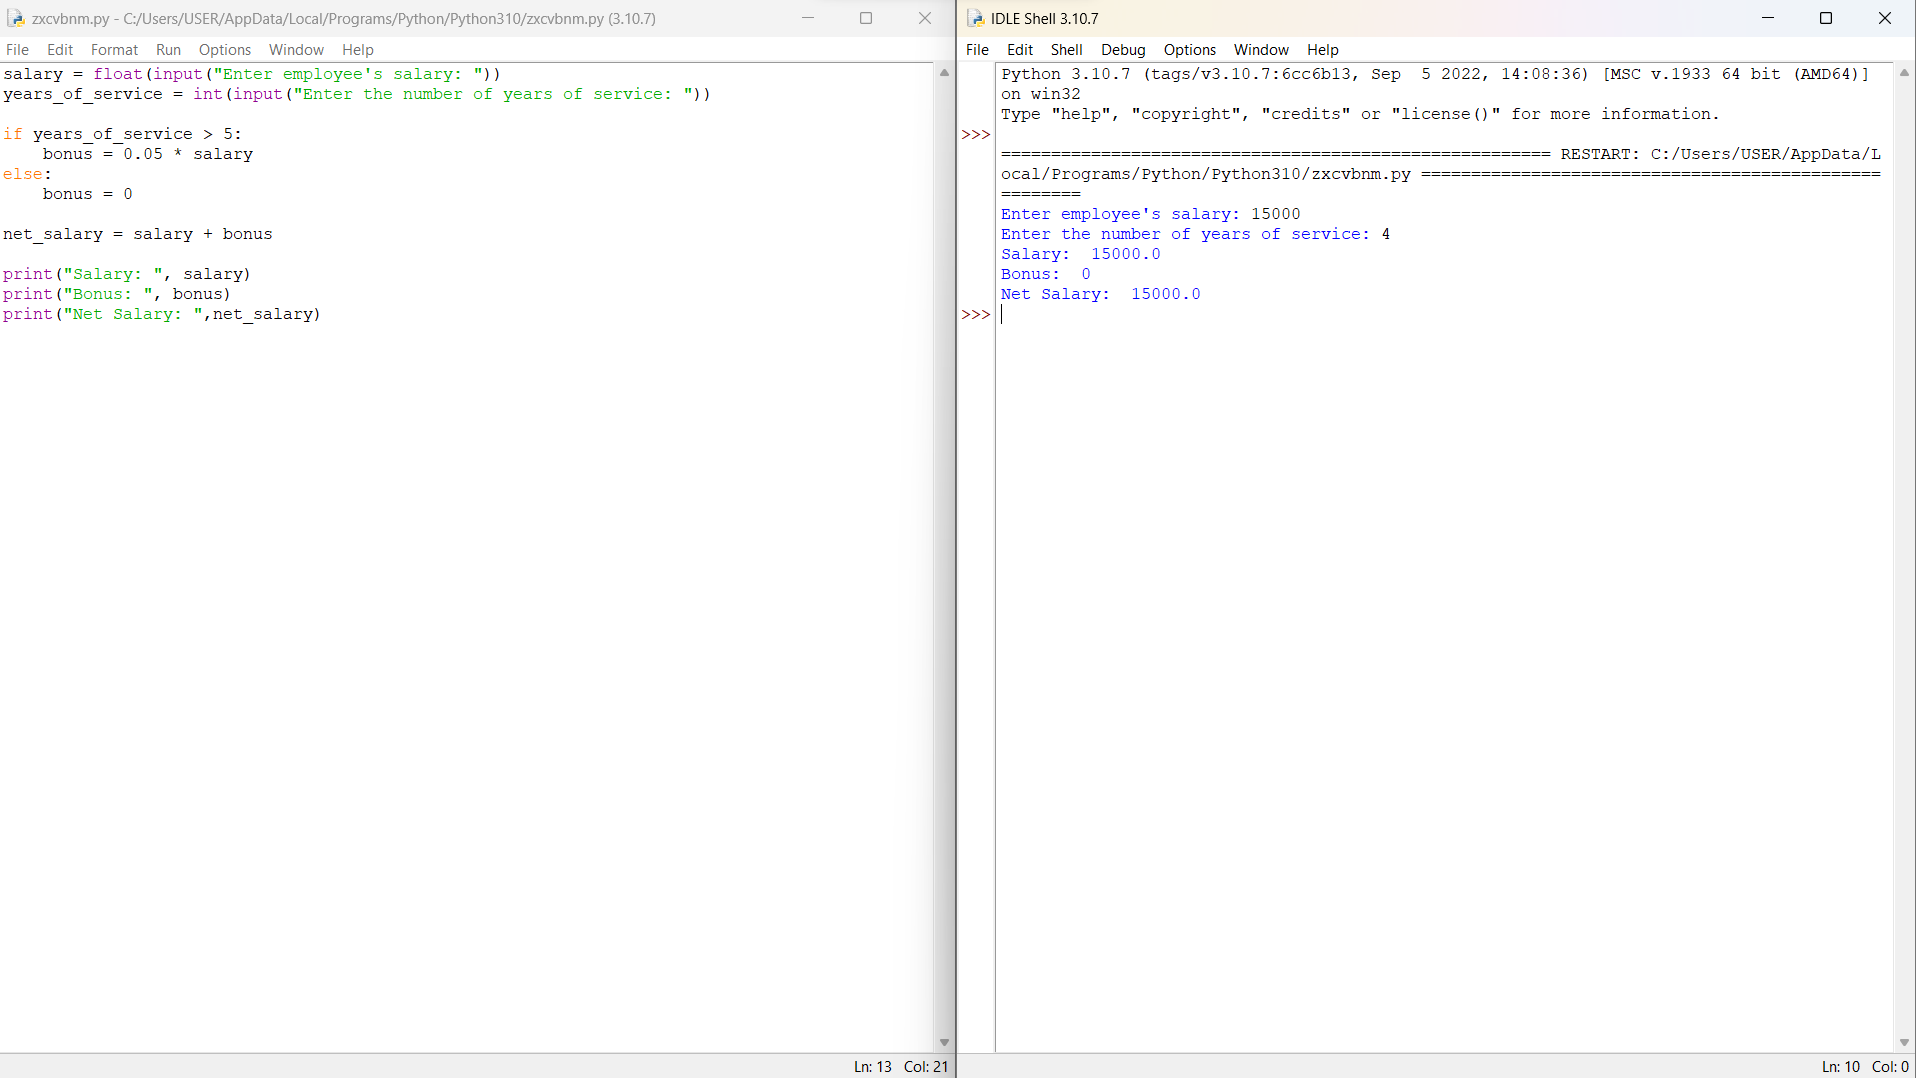 zxcvbnm.py - C:/Users/USER/AppData/Local/Programs/Python/Python310/zxcvbnm.py (3.10.7)
File Edit Format Run Options Window Help
salary = float(input("Enter employee's salary: "))
years_of_service = int(input("Enter the number of years of service: "))
if years_of_service > 5:
    bonus = 0.05 * salary
else:
    bonus = 0
net_salary = salary + bonus
print("Salary: ", salary)
print("Bonus: ", bonus)
print("Net Salary: ",net_salary)
Ln: 13 Col: 21
IDLE Shell 3.10.7
File Edit Shell Debug Options Window Help
Python 3.10.7 (tags/v3.10.7:6cc6b13, Sep  5 2022, 14:08:36) [MSC v.1933 64 bit (AMD64)]
on win32
Type "help", "copyright", "credits" or "license()" for more information.
>>>
======================================================= RESTART: C:/Users/USER/AppData/L
ocal/Programs/Python/Python310/zxcvbnm.py ==============================================
========
Enter employee's salary: 15000
Enter the number of years of service: 4
Salary:  15000.0
Bonus:  0
Net Salary:  15000.0
>>>
Ln: 10 Col: 0